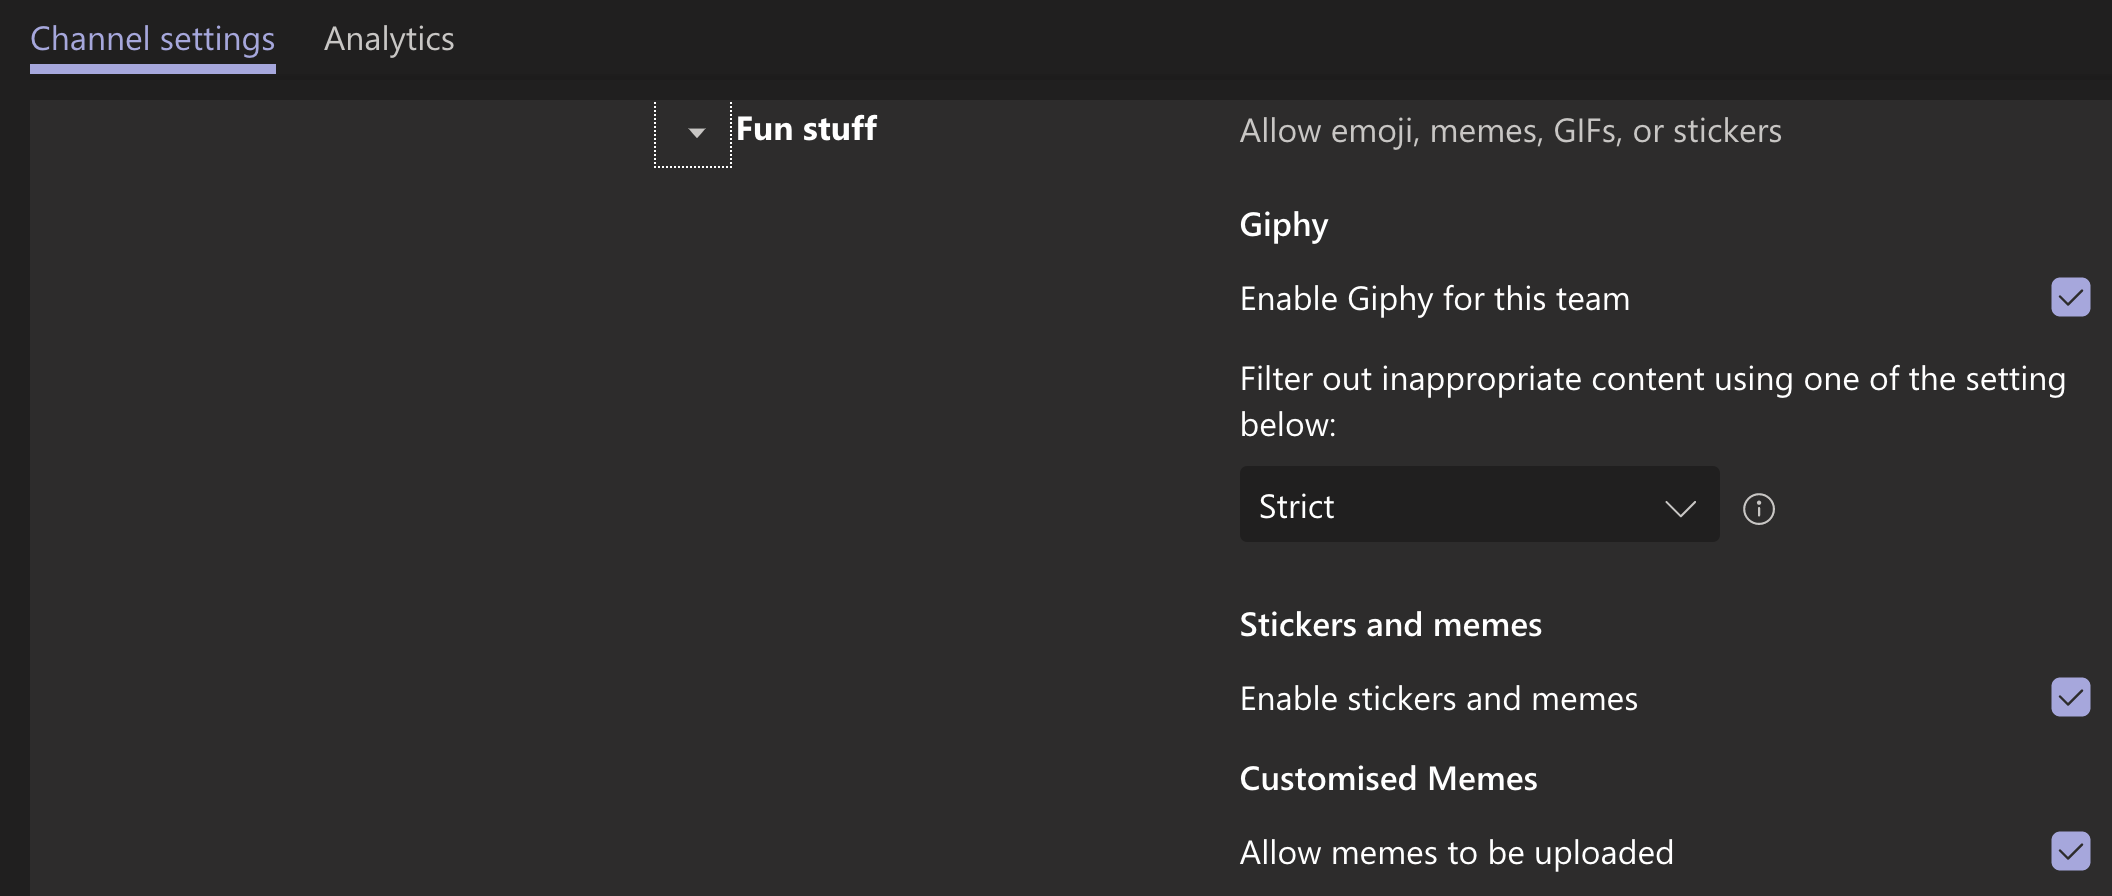 Channel settings
Analytics
Fun stuff
Allow emoji, memes, GIFs, or stickers
Giphy
Enable Giphy for this team
Filter out inappropriate content using one of the setting
below:
Strict
Stickers and memes
Enable stickers and memes
Customised Memes
Allow memes to be uploaded